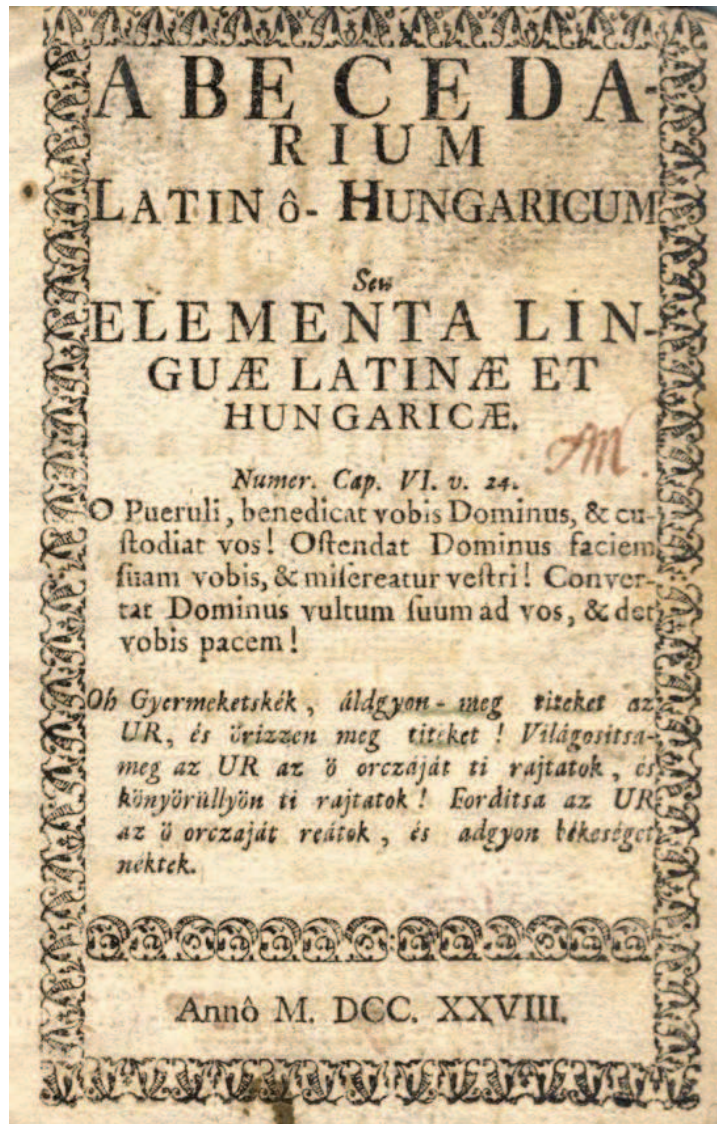 ABECEDA-
RIUM
LATINô-HUNGARICUM
Seu
ELEMENTA LIN-
GUÆ LATINÆ ET
HUNGARICÆ.
Numer. Cap. VI. v. 24.
O Pueruli, benedicat vobis Dominus, & cu-
ſtodiat vos! Oſtendat Dominus faciem
ſuam vobis, & miſereatur veſtri! Conver-
tat Dominus vultum ſuum ad vos, & det
vobis pacem!
Oh Gyermeketskék, áldgyon-meg titeket az
UR, és örizzen meg titeket! Világositsa-
meg az UR az ö orczáját ti rajtatok, és
könyörüllyön ti rajtatok! Forditsa az UR
az ö orczaját reátok, és adgyon békeséget
néktek.
Annô M. DCC. XXVIII.